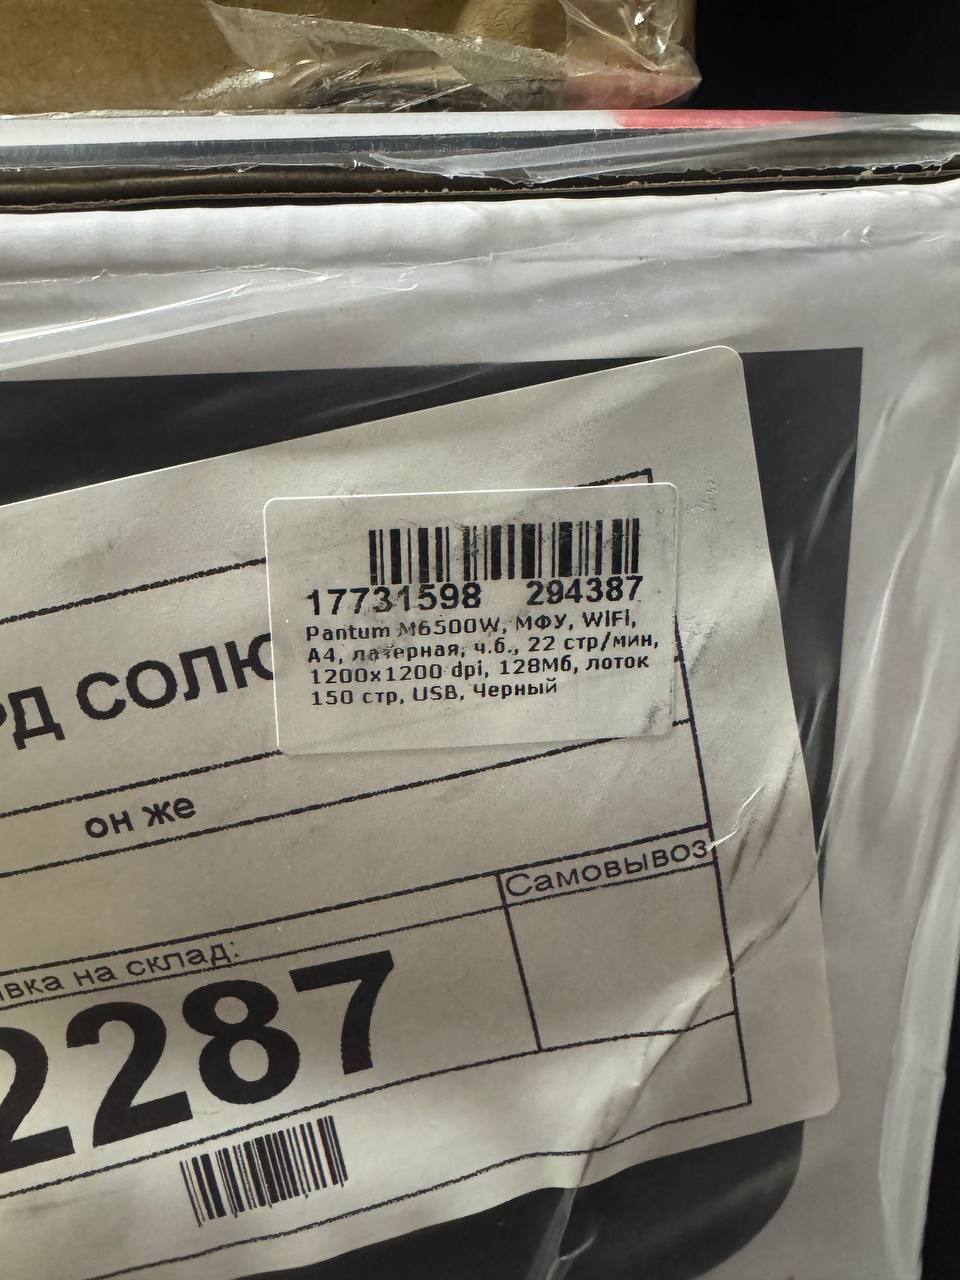 17731598 294387
Pantum M6500W, МФУ, WIFI,
A4, лазерная, ч.б., 22 стр/мин,
1200x1200 dpi, 128Мб, лоток
150 стр, USB, Черный
РД СОЛЮ
он же
Самовывоз
вка на склад:
2287